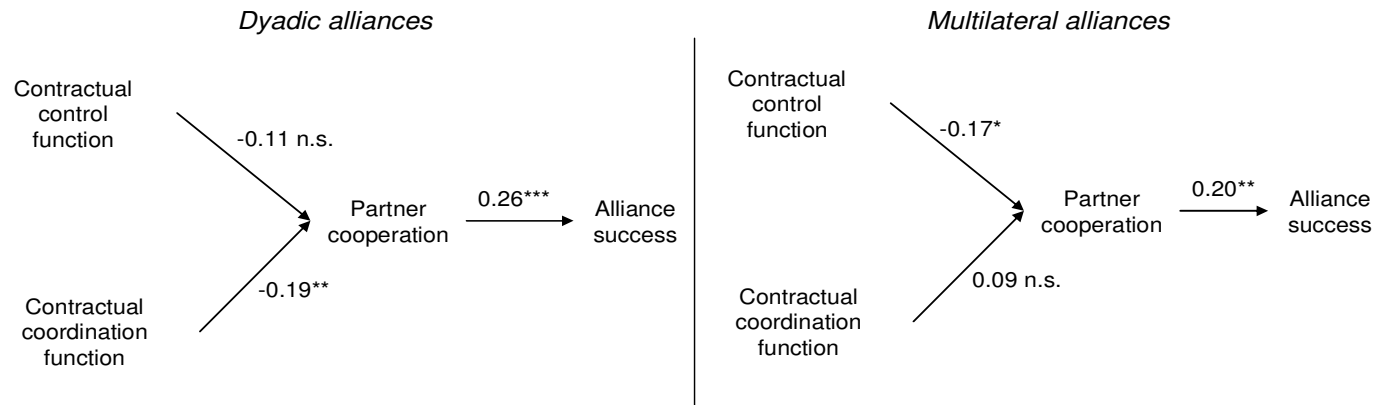 Dyadic alliances
Contractual
control
function
-0.11 n.s.
Partner
cooperation
0.26***
Alliance
success
-0.19**
Contractual
coordination
function
Multilateral alliances
Contractual
control
function
-0.17*
Partner
cooperation
0.20**
Alliance
success
0.09 n.s.
Contractual
coordination
function